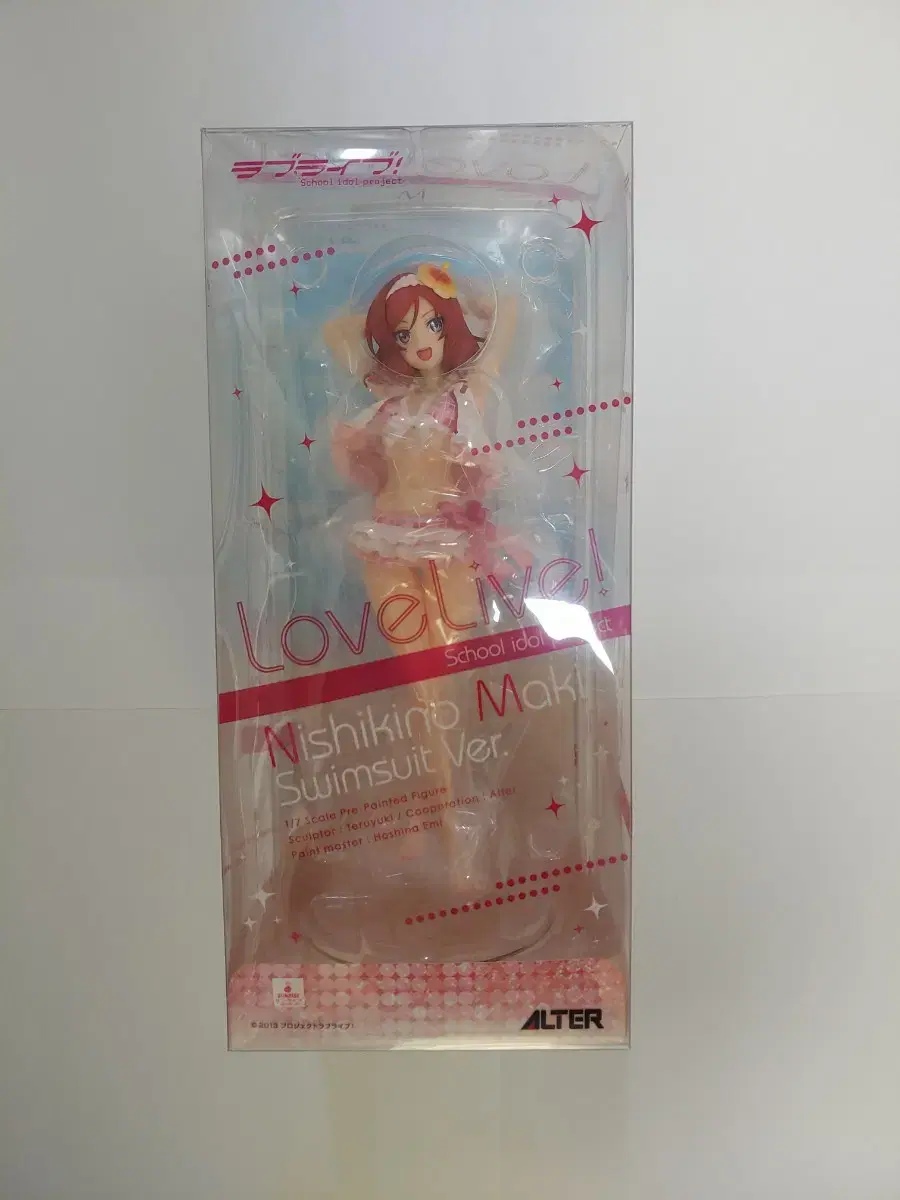 ラブライブ!
School idol project
LoveLive!
School idol
Nishikino Maki
Swimsuit Ver.
1/7 Scale Pre-Painted Figure
Sculptor : Teruyuki / Cooperation : Alter
Paint master : Hoshina Emi
©2013 プロジェクトラブライブ!
ALTER